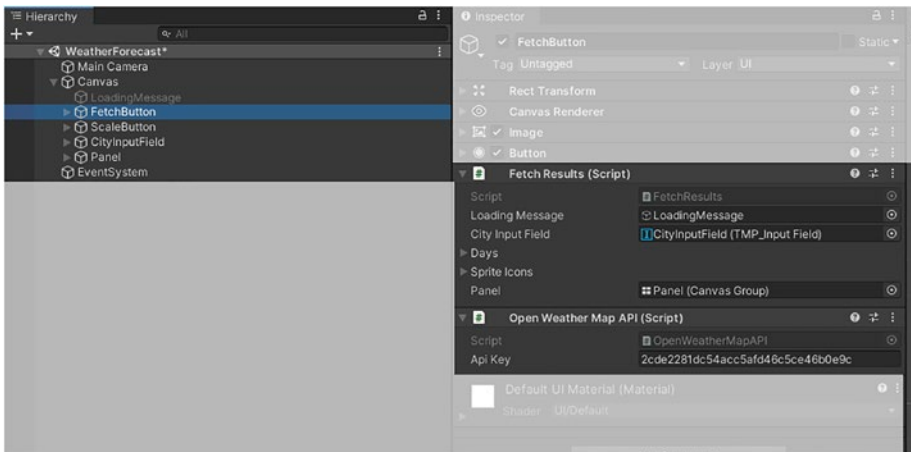 Hierarchy
All
WeatherForecast*
Main Camera
Canvas
LoadingMessage
FetchButton
ScaleButton
CityInputField
Panel
EventSystem
Inspector
FetchButton
Static
Tag Untagged
Layer UI
Rect Transform
Canvas Renderer
Image
Button
Fetch Results (Script)
Script FetchResults
Loading Message LoadingMessage
City Input Field CityInputField (TMP_Input Field)
Days
Sprite Icons
Panel Panel (Canvas Group)
Open Weather Map API (Script)
Script OpenWeatherMapAPI
Api Key 2cde2281dc54acc5afd46c5ce46b0e9c
Default UI Material (Material)
Shader UI/Default